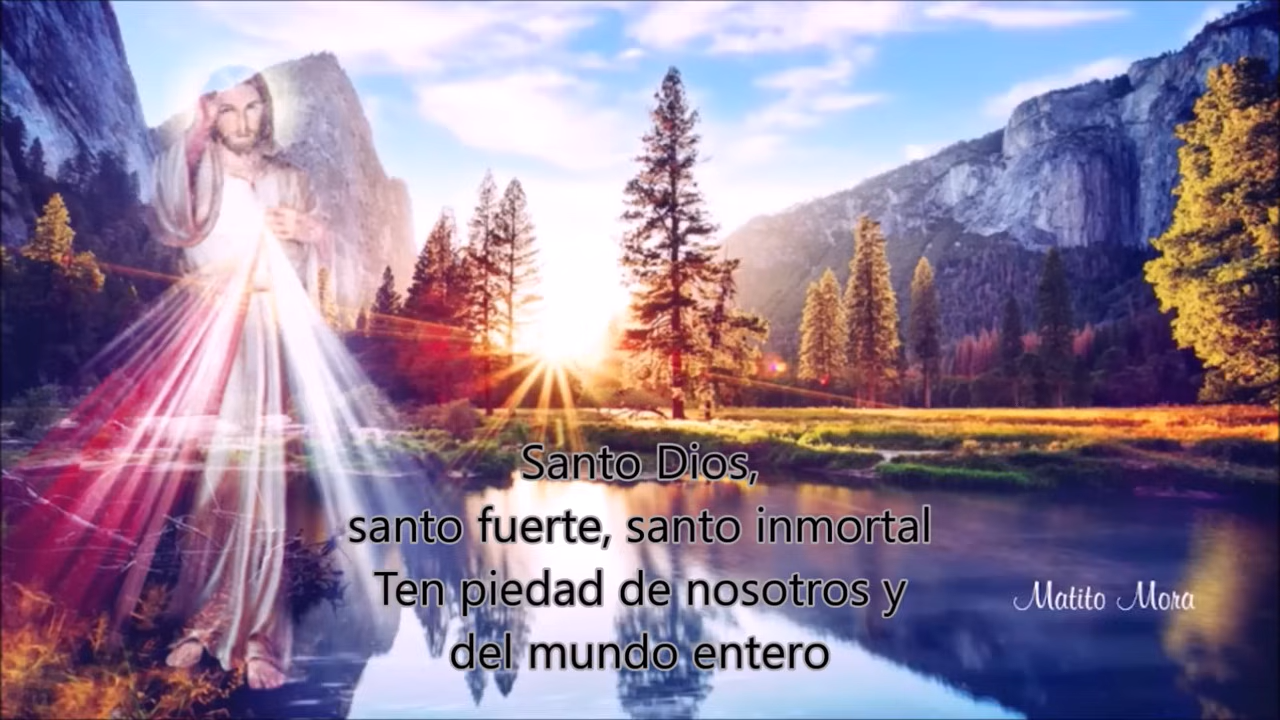 Santo Dios,
santo fuerte, santo inmortal
Ten piedad de nosotros y
del mundo entero
Matito Mora